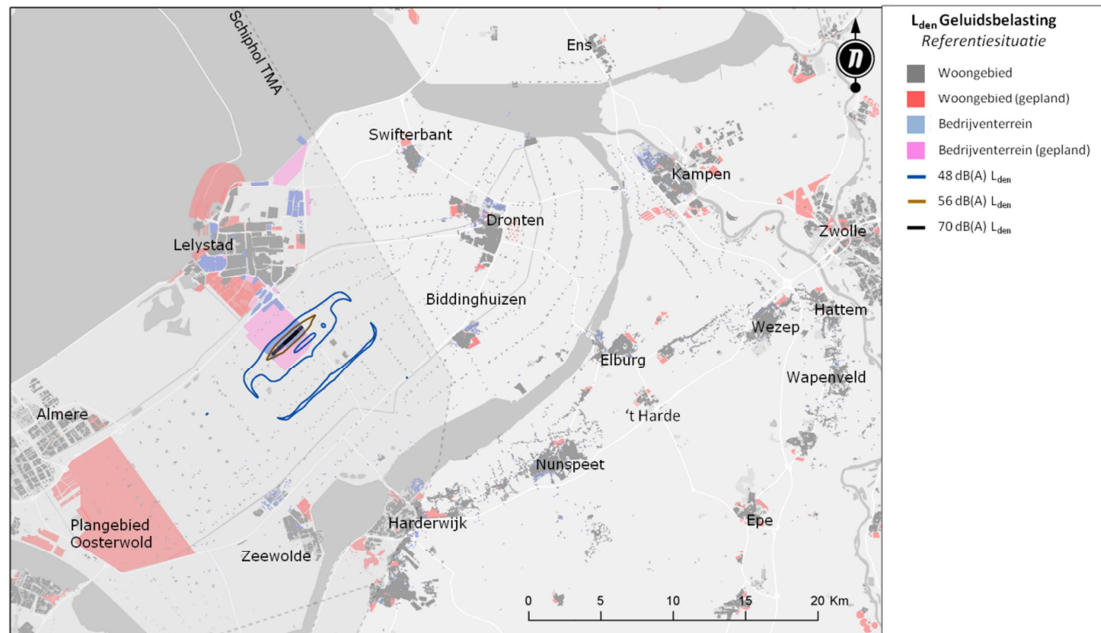 Schiphol TMA
Ens
Swifterbant
Kampen
Dronten
Zwolle
Lelystad
Biddinghuizen
Hattem
Wezep
Elburg
Wapenveld
Almere
't Harde
Nunspeet
Plangebied
Oosterwold
Harderwijk
Epe
Zeewolde
0 5 10 15 20 Km
Lden Geluidsbelasting
Referentiesituatie
Woongebied
Woongebied (gepland)
Bedrijventerrein
Bedrijventerrein (gepland)
48 dB(A) Lden
56 dB(A) Lden
70 dB(A) Lden